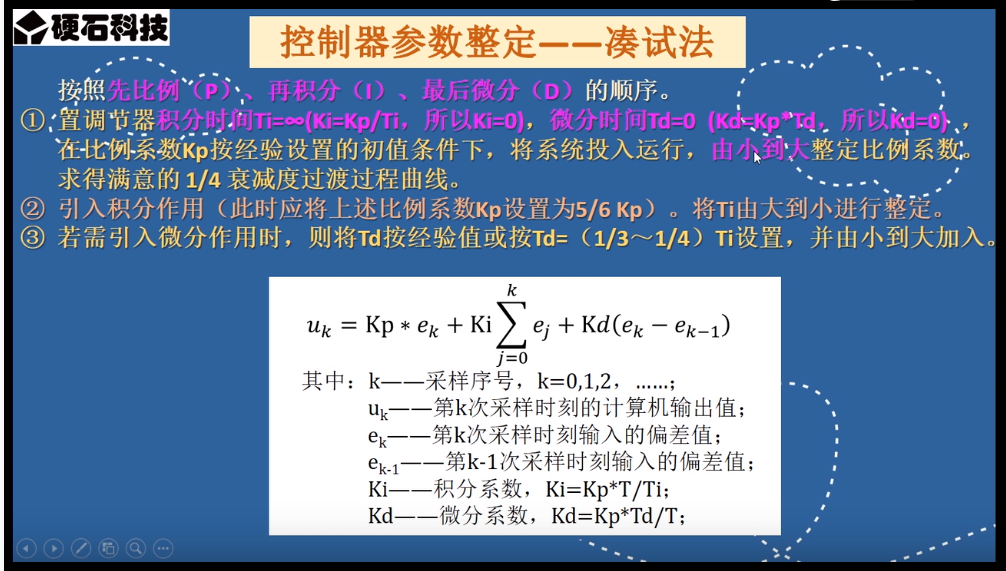 硬石科技
控制器参数整定——凑试法
按照先比例（P）、再积分（I）、最后微分（D）的顺序。
① 置调节器积分时间Ti=∞(Ki=Kp/Ti，所以Ki=0)，微分时间Td=0 (Kd=Kp*Td，所以Kd=0)，
在比例系数Kp按经验设置的初值条件下，将系统投入运行，由小到大整定比例系数。
求得满意的 1/4 衰减度过渡过程曲线。
② 引入积分作用（此时应将上述比例系数Kp设置为5/6 Kp）。将Ti由大到小进行整定。
③ 若需引入微分作用时，则将Td按经验值或按Td=（1/3～1/4）Ti设置，并由小到大加入。
u_k = Kp ∗ e_k + Ki ∑_{j=0}^{k} e_j + Kd(e_k − e_{k−1})
其中：k——采样序号，k=0,1,2，……；
u_k——第k次采样时刻的计算机输出值；
e_k——第k次采样时刻输入的偏差值；
e_{k-1}——第k-1次采样时刻输入的偏差值；
Ki——积分系数，Ki=Kp*T/Ti；
Kd——微分系数，Kd=Kp*Td/T；